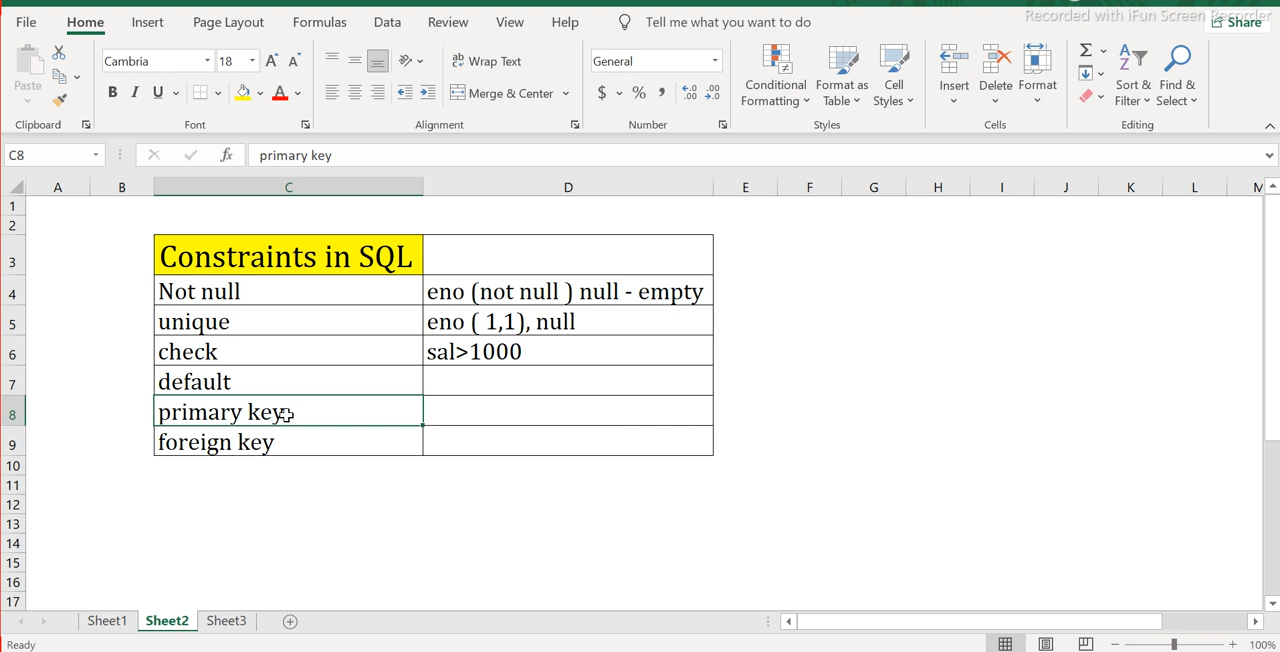 Recorded with iFun Screen Recorder
File Home Insert Page Layout Formulas Data Review View Help Tell me what you want to do Share
Cambria 18 Wrap Text General
Paste B I U A Merge & Center $ % Conditional Formatting Format as Table Cell Styles Insert Delete Format Sort & Filter Find & Select
Clipboard Font Alignment Number Styles Cells Editing
C8 fx primary key
A B C D E F G H I J K L M
1
2
3 Constraints in SQL
4 Not null eno (not null ) null - empty
5 unique eno ( 1,1), null
6 check sal>1000
7 default
8 primary key
9 foreign key
10
11
12
13
14
15
16
17
Sheet1 Sheet2 Sheet3
Ready 100%